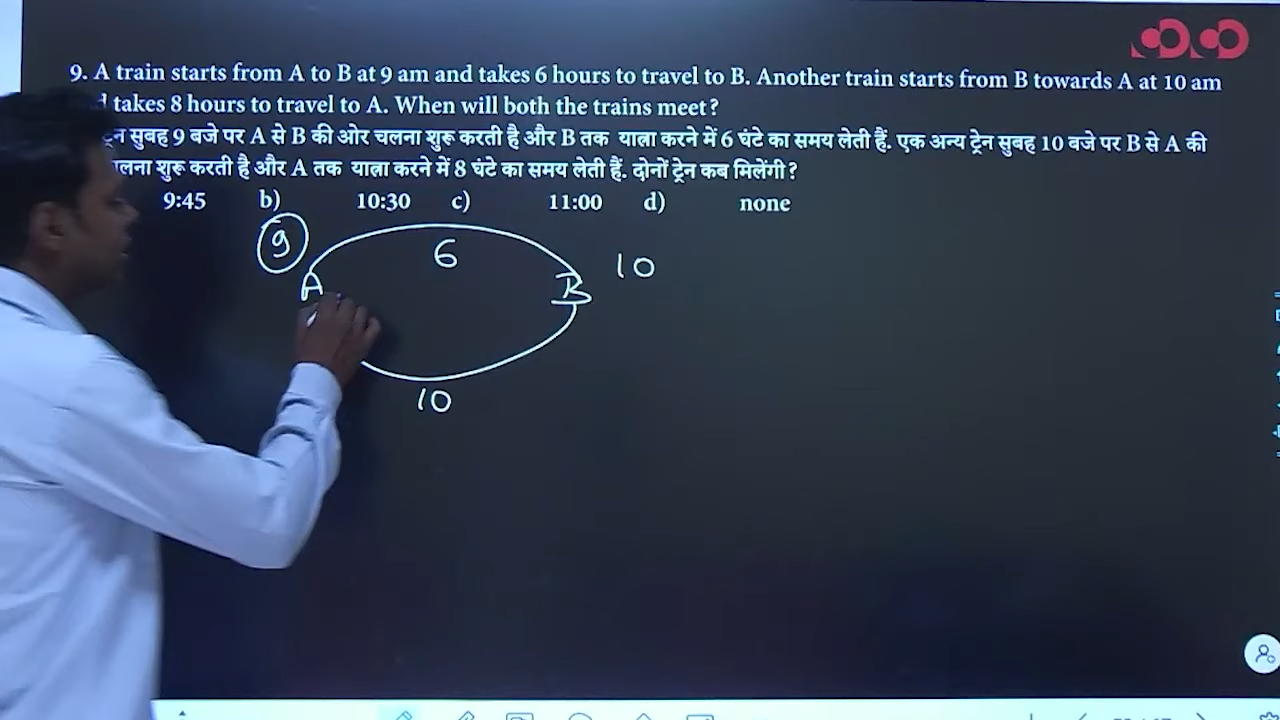 9. A train starts from A to B at 9 am and takes 6 hours to travel to B. Another train starts from B towards A at 10 am
takes 8 hours to travel to A. When will both the trains meet?
सुबह 9 बजे पर A से B की ओर चलना शुरू करती है और B तक यात्रा करने में 6 घंटे का समय लेती हैं. एक अन्य ट्रेन सुबह 10 बजे पर B से A की
शुरू करती है और A तक यात्रा करने में 8 घंटे का समय लेती हैं. दोनों ट्रेन कब मिलेंगी?
9:45 b) 10:30 c) 11:00 d) none
9 6 10
A B
10